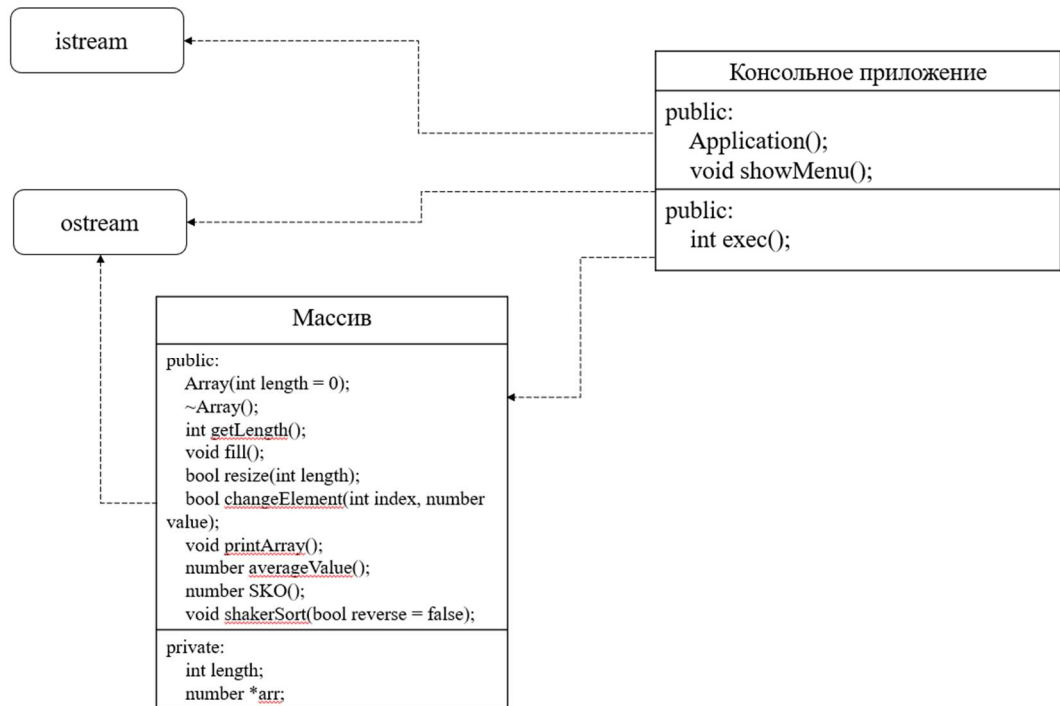 istream
Консольное приложение
public:
Application();
void showMenu();
ostream
public:
int exec();
Массив
public:
Array(int length = 0);
~Array();
int getLength();
void fill();
bool resize(int length);
bool changeElement(int index, number
value);
void printArray();
number averageValue();
number SKO();
void shakerSort(bool reverse = false);
private:
int length;
number *arr;